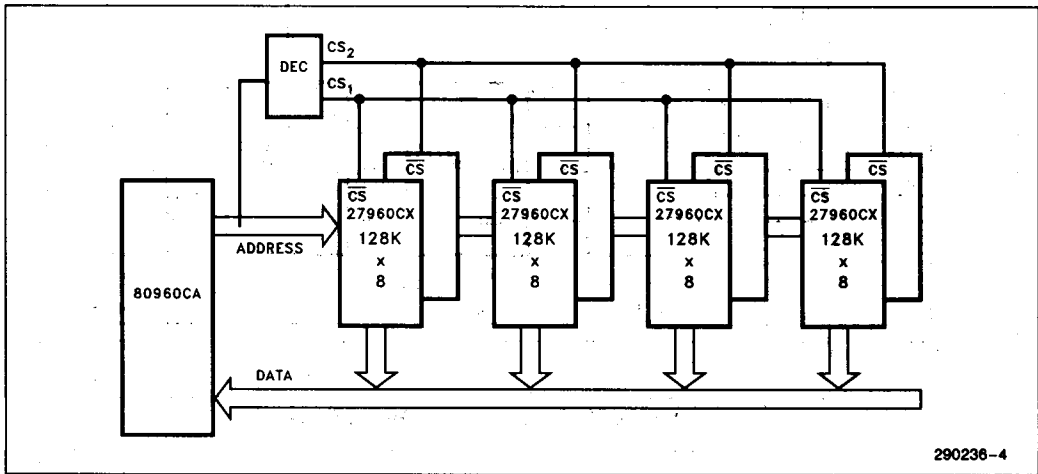 DEC
CS₂
CS₁
CS̅
CS̅
CS̅
CS̅
CS̅
CS̅
CS̅
CS̅
27960CX
27960CX
27960CX
27960CX
128K
128K
128K
128K
x
x
x
x
8
8
8
8
ADDRESS
80960CA
DATA
290236-4